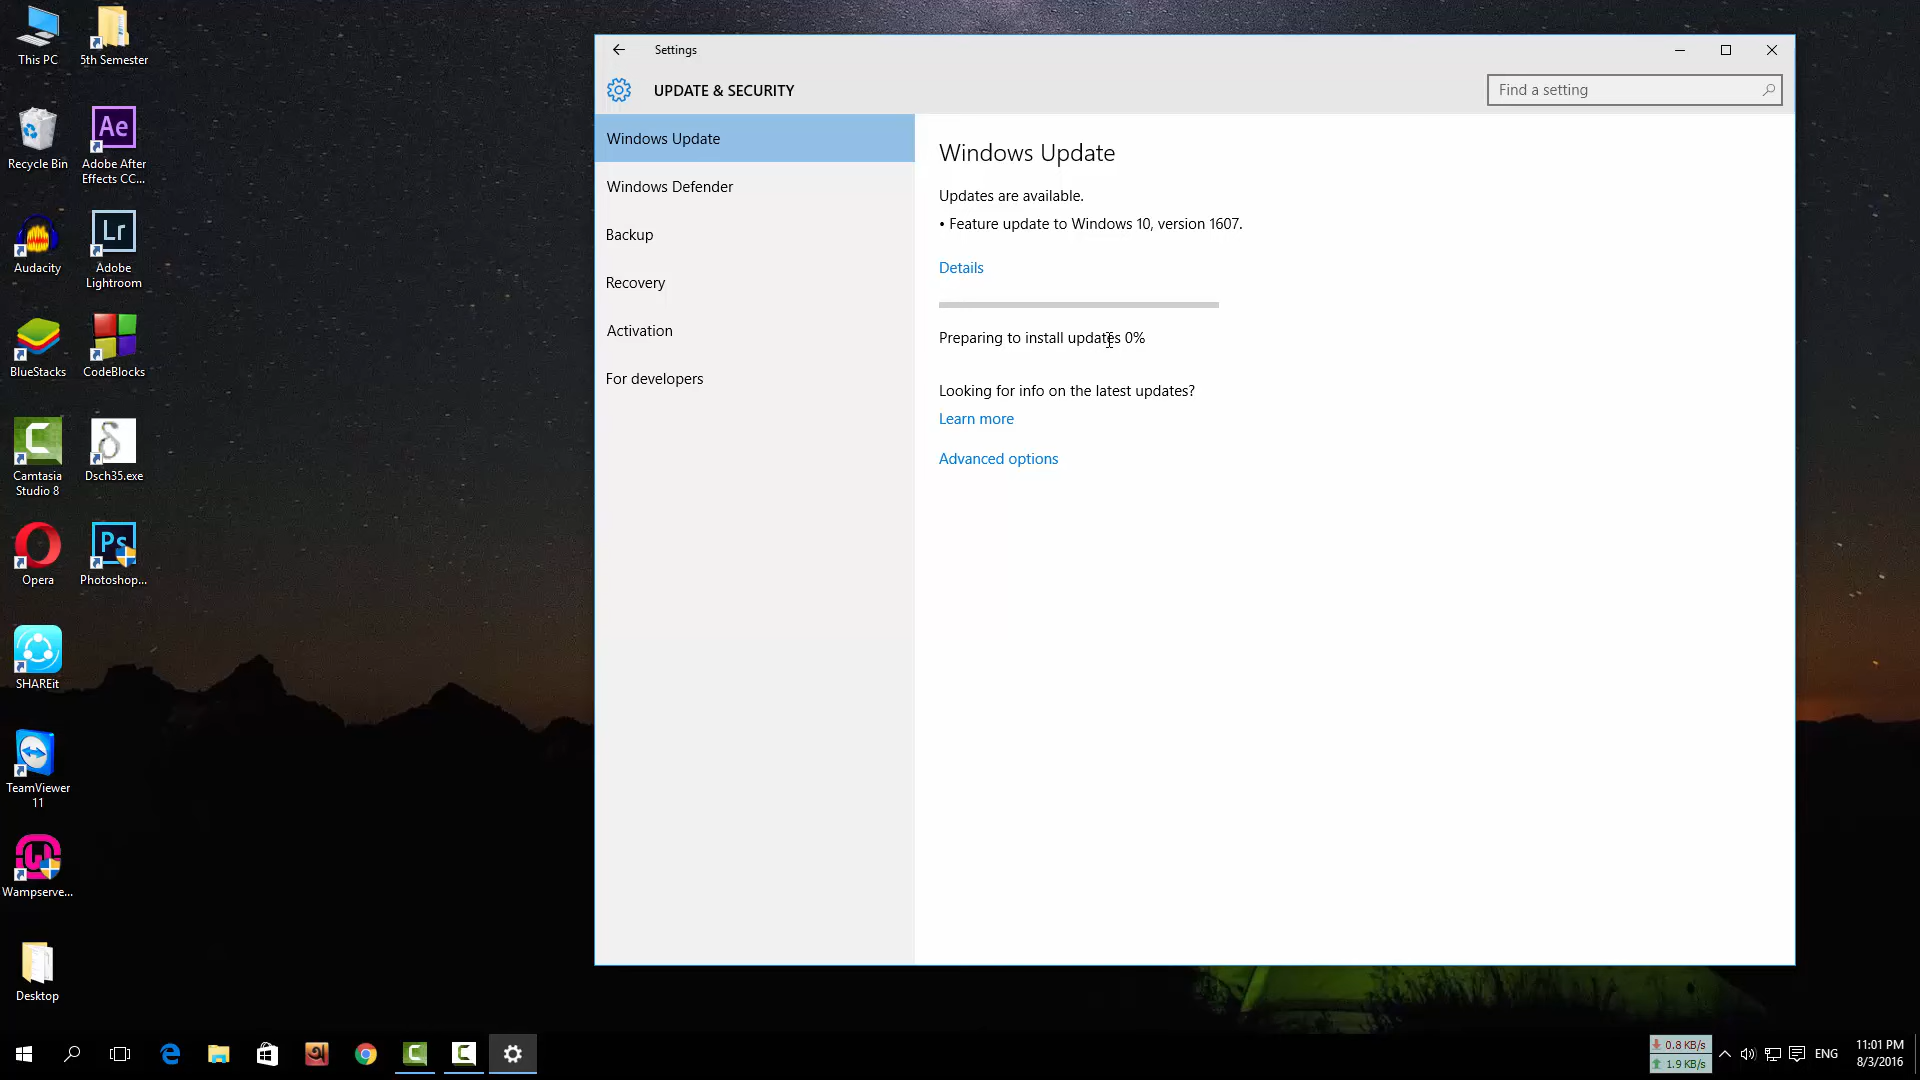 This PC
5th Semester
Recycle Bin
Ae
Adobe After
Effects CC...
Audacity
Lr
Adobe
Lightroom
BlueStacks
CodeBlocks
Camtasia
Studio 8
Dsch35.exe
Opera
Ps
Photoshop...
SHAREit
TeamViewer
11
Wampserve...
Desktop
Settings
UPDATE & SECURITY
Find a setting
Windows Update
Windows Defender
Backup
Recovery
Activation
For developers
Windows Update
Updates are available.
• Feature update to Windows 10, version 1607.
Details
Preparing to install updates 0%
Looking for info on the latest updates?
Learn more
Advanced options
0.8 KB/s
1.9 KB/s
ENG
11:01 PM
8/3/2016